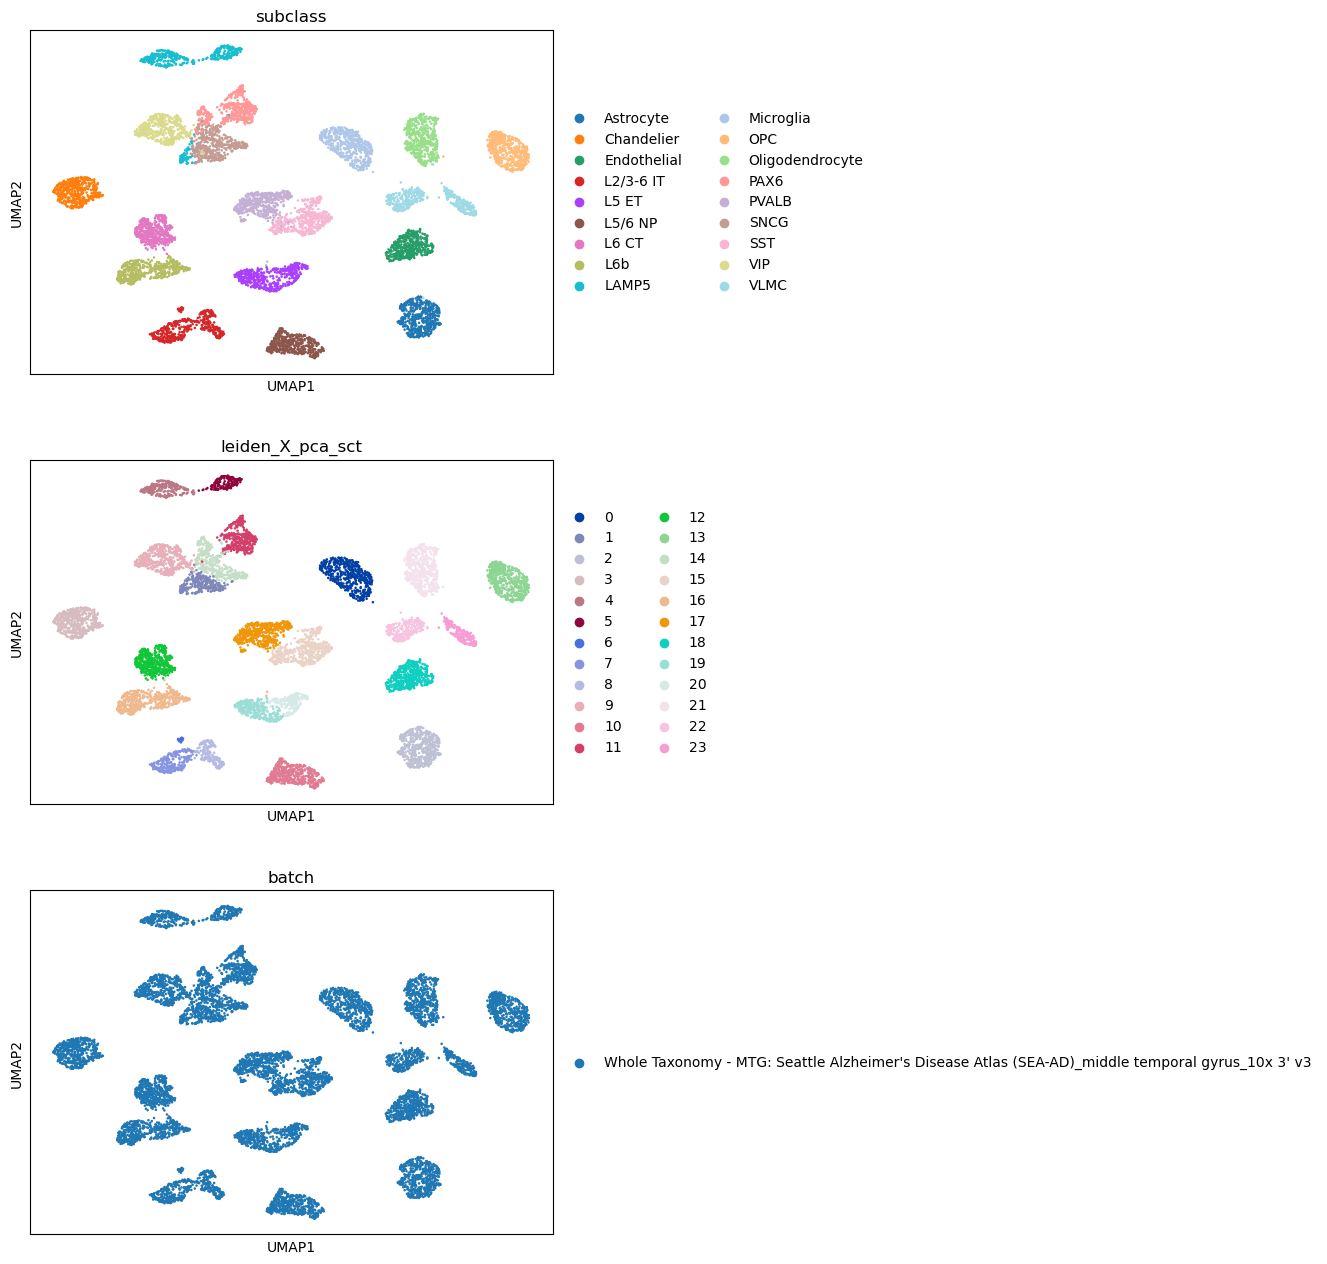 subclass
UMAP2
UMAP1
Astrocyte
Chandelier
Endothelial
L2/3-6 IT
L5 ET
L5/6 NP
L6 CT
L6b
LAMP5
Microglia
OPC
Oligodendrocyte
PAX6
PVALB
SNCG
SST
VIP
VLMC
leiden_X_pca_sct
UMAP2
UMAP1
0
1
2
3
4
5
6
7
8
9
10
11
12
13
14
15
16
17
18
19
20
21
22
23
batch
UMAP2
UMAP1
Whole Taxonomy - MTG: Seattle Alzheimer's Disease Atlas (SEA-AD)_middle temporal gyrus_10x 3' v3